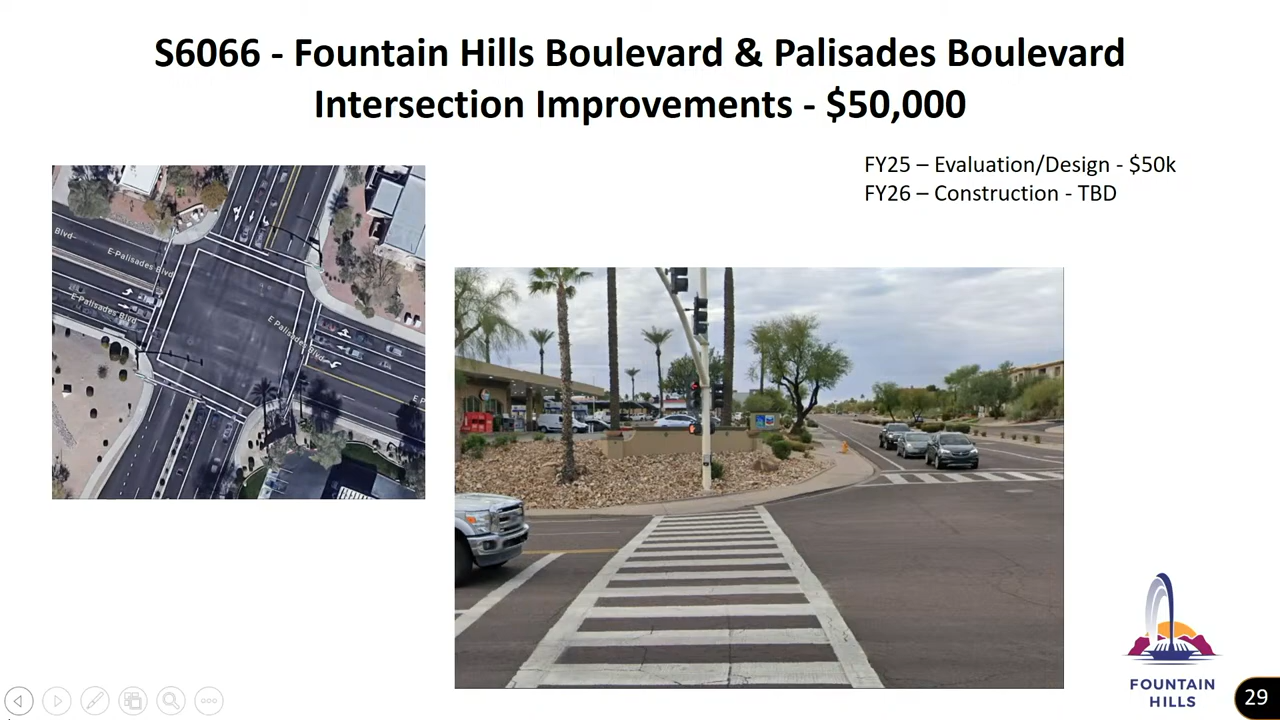 S6066 - Fountain Hills Boulevard & Palisades Boulevard
Intersection Improvements - $50,000
FY25 – Evaluation/Design - $50k
FY26 – Construction - TBD
Blvd
E Palisades Blvd
E Palisades Blvd
E Palisades Blvd
E P
FOUNTAIN
HILLS
29